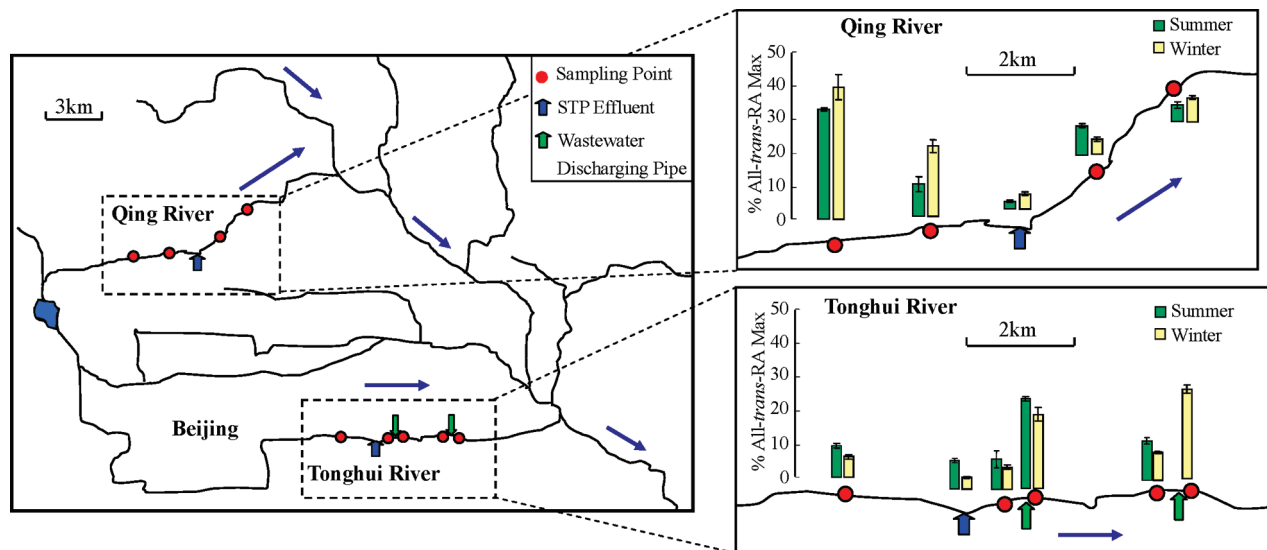 3km
Sampling Point
STP Effluent
Wastewater
Discharging Pipe
Qing River
Beijing
Tonghui River
Qing River
Summer
Winter
2km
% All-trans-RA Max
50
40
30
20
10
0
Tonghui River
Summer
Winter
2km
% All-trans-RA Max
50
40
30
20
10
0